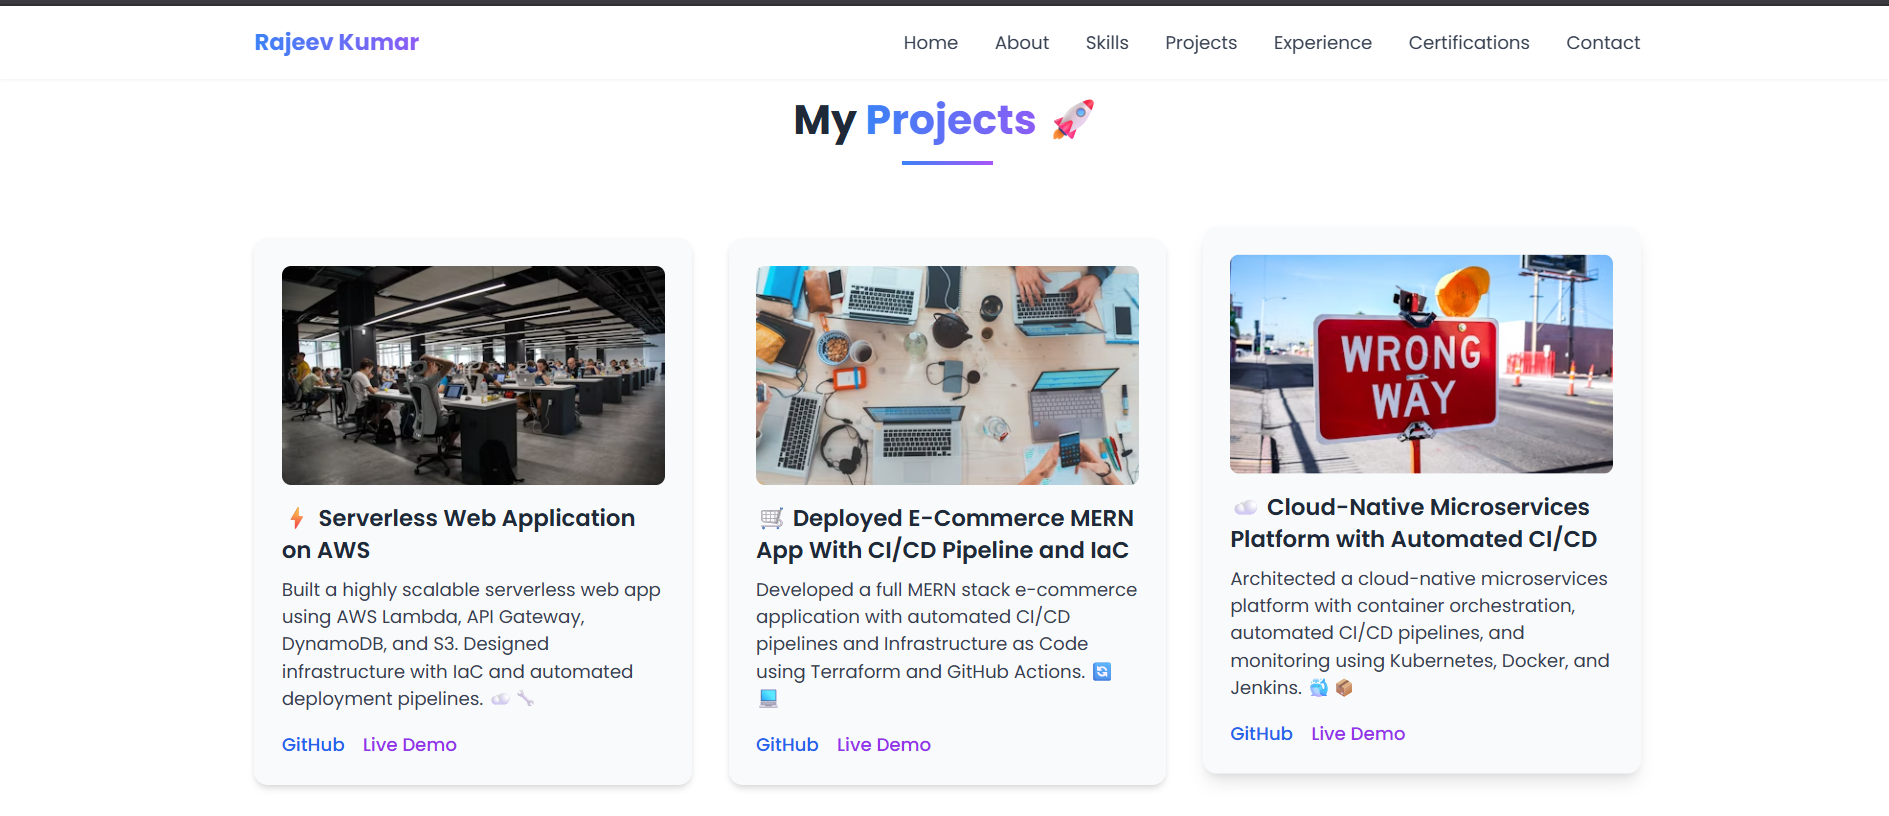 Rajeev Kumar
Home About Skills Projects Experience Certifications Contact
My Projects 🚀
⚡ Serverless Web Application
on AWS
Built a highly scalable serverless web app
using AWS Lambda, API Gateway,
DynamoDB, and S3. Designed
infrastructure with IaC and automated
deployment pipelines. ☁️ 🔧
GitHub Live Demo
🛒 Deployed E-Commerce MERN
App With CI/CD Pipeline and IaC
Developed a full MERN stack e-commerce
application with automated CI/CD
pipelines and Infrastructure as Code
using Terraform and GitHub Actions. 🔄
💻
GitHub Live Demo
WRONG
WAY
☁️ Cloud-Native Microservices
Platform with Automated CI/CD
Architected a cloud-native microservices
platform with container orchestration,
automated CI/CD pipelines, and
monitoring using Kubernetes, Docker, and
Jenkins. 🐳 📦
GitHub Live Demo